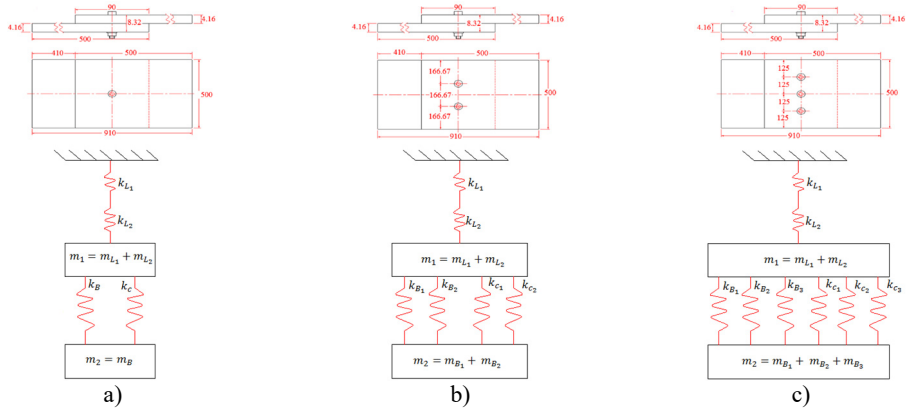 90
4.16
8.32
4.16
500
410 500
500
910
k_{L_1}
k_{L_2}
m_1 = m_{L_1} + m_{L_2}
k_B k_c
m_2 = m_B
a)
90
4.16
8.32
4.16
500
410 500
166.67
166.67
166.67
500
910
k_{L_1}
k_{L_2}
m_1 = m_{L_1} + m_{L_2}
k_{B_1} k_{B_2} k_{c_1} k_{c_2}
m_2 = m_{B_1} + m_{B_2}
b)
90
4.16
8.32
4.16
500
410 500
125
125
125
500
910
k_{L_1}
k_{L_2}
m_1 = m_{L_1} + m_{L_2}
k_{B_1} k_{B_2} k_{B_3} k_{c_1} k_{c_2} k_{c_3}
m_2 = m_{B_1} + m_{B_2} + m_{B_3}
c)